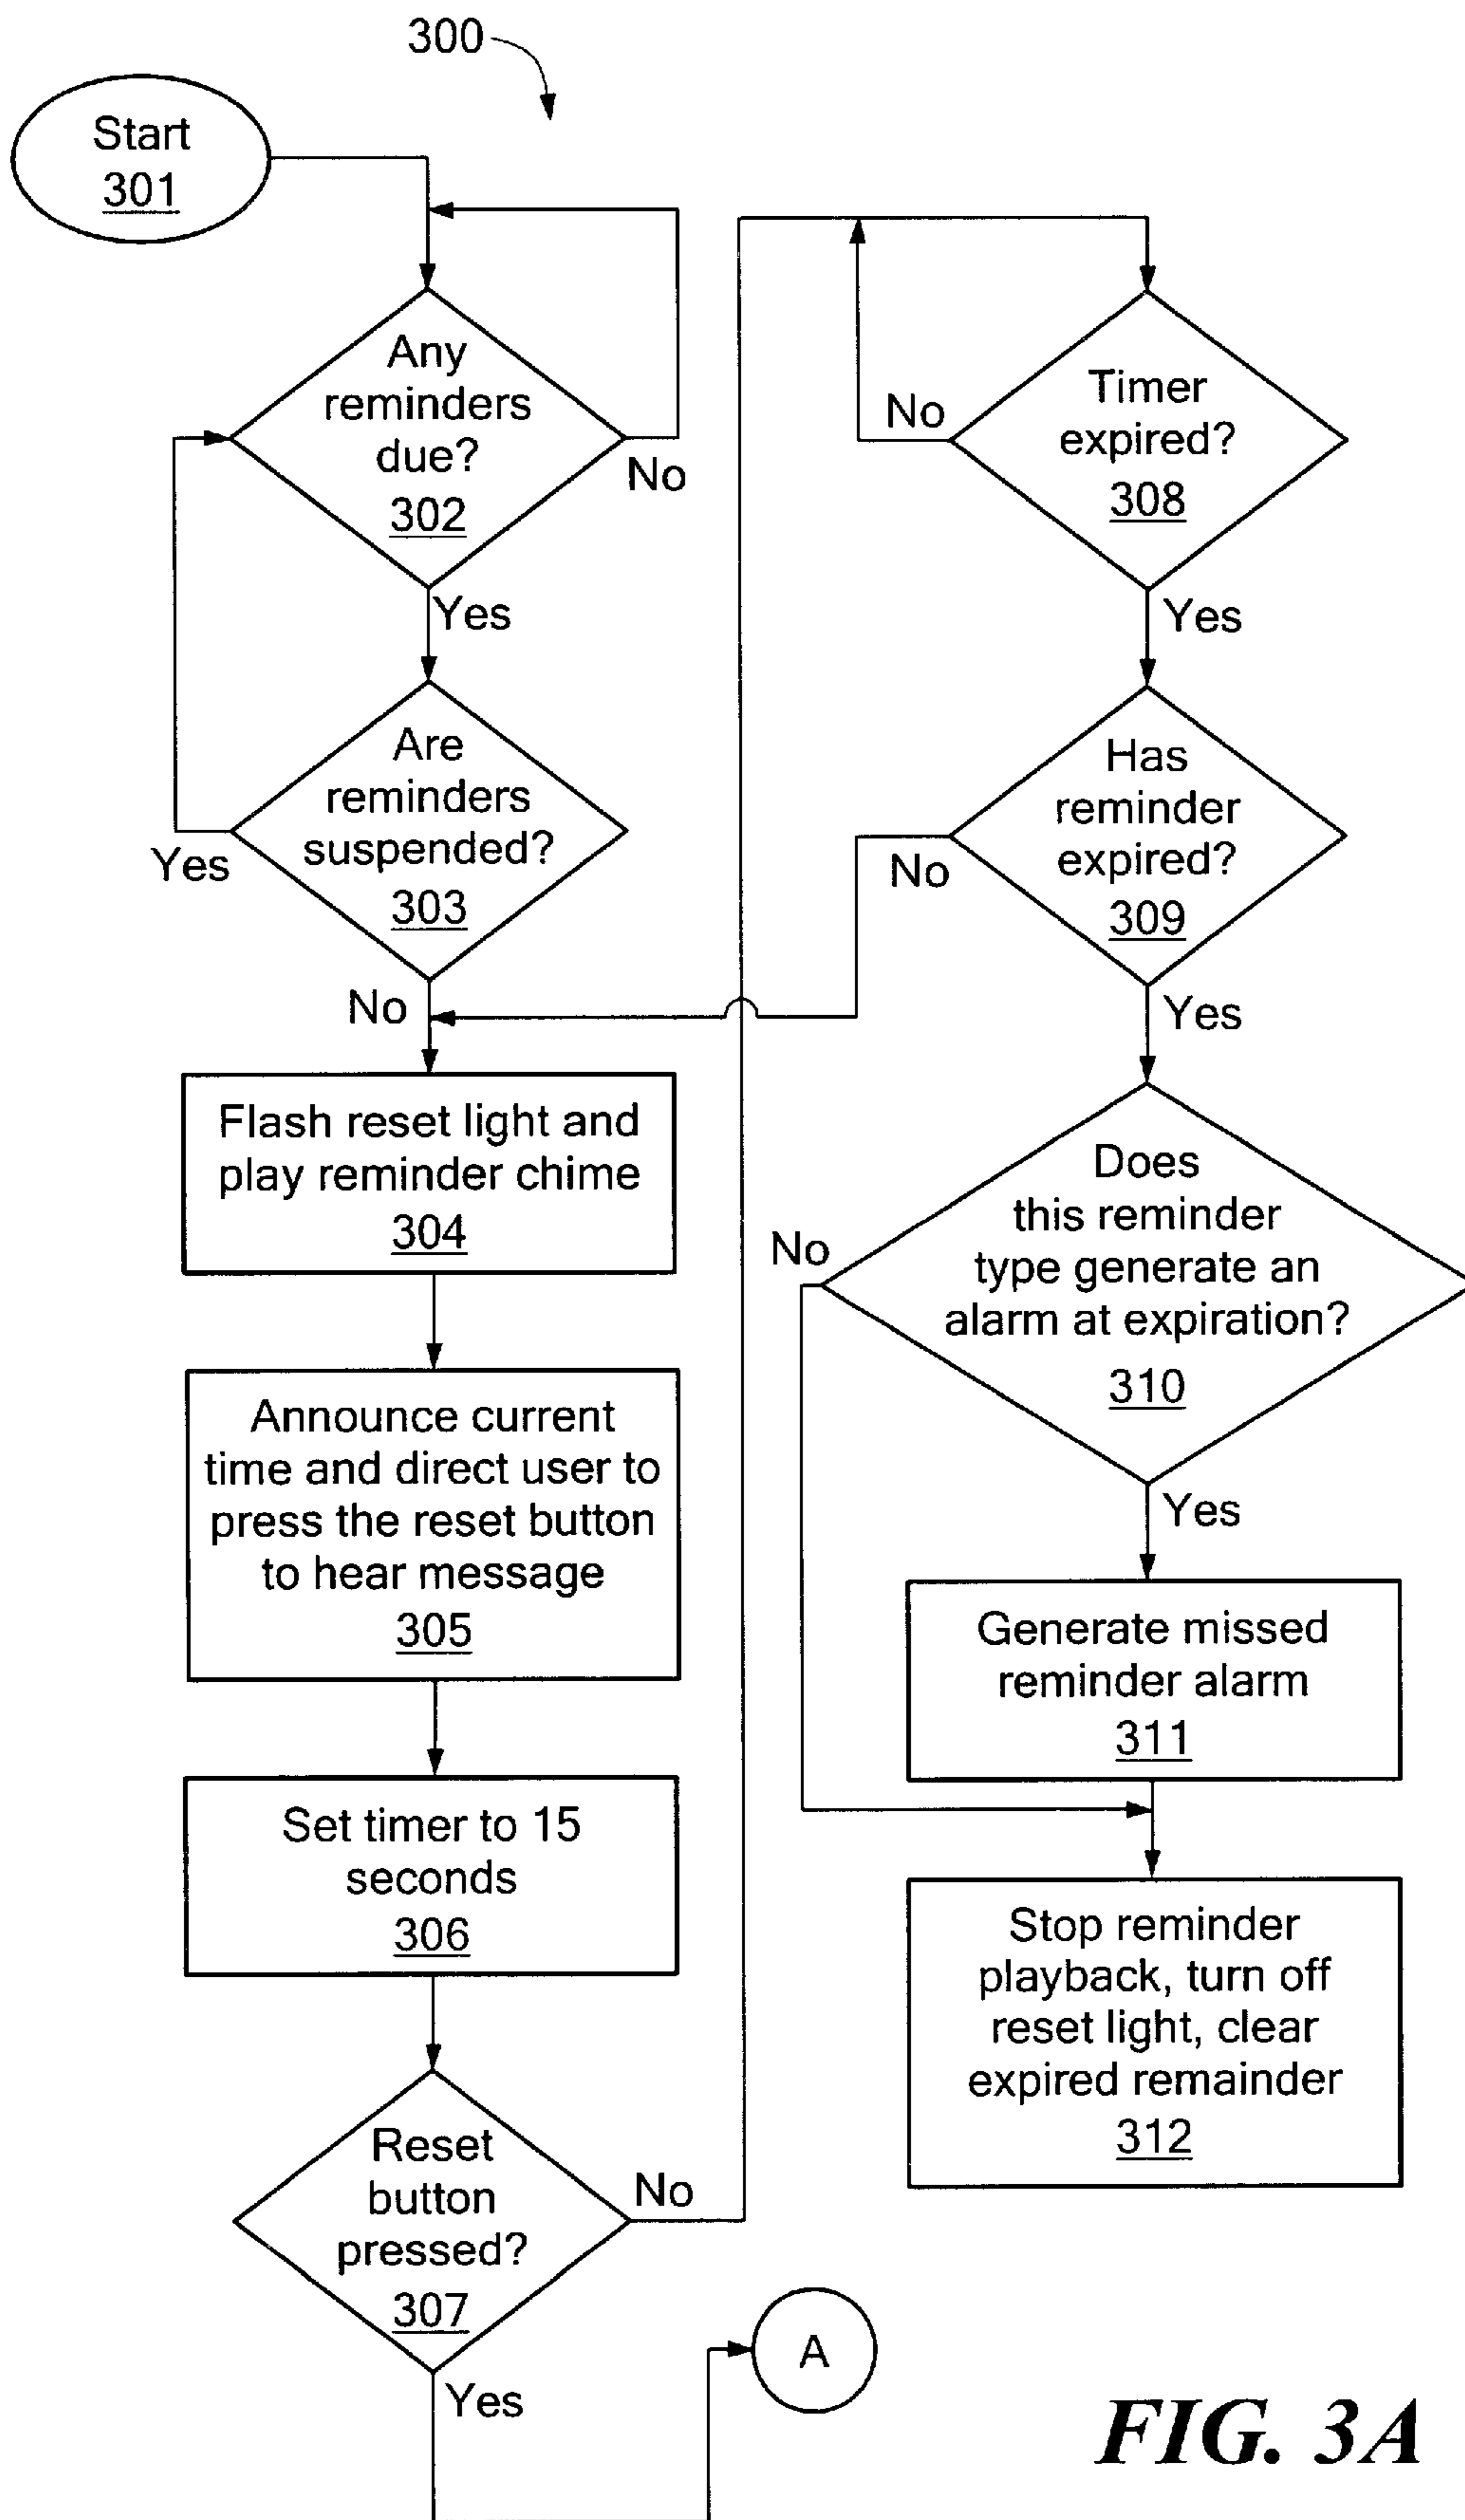 300
Start
301
Any
reminders
due?
302
No
Yes
Are
reminders
suspended?
303
Yes
No
Flash reset light and
play reminder chime
304
Announce current
time and direct user to
press the reset button
to hear message
305
Set timer to 15
seconds
306
Reset
button
pressed?
307
No
Yes
A
Timer
expired?
308
No
Yes
Has
reminder
expired?
309
No
Yes
Does
this reminder
type generate an
alarm at expiration?
310
No
Yes
Generate missed
reminder alarm
311
Stop reminder
playback, turn off
reset light, clear
expired remainder
312
FIG. 3A